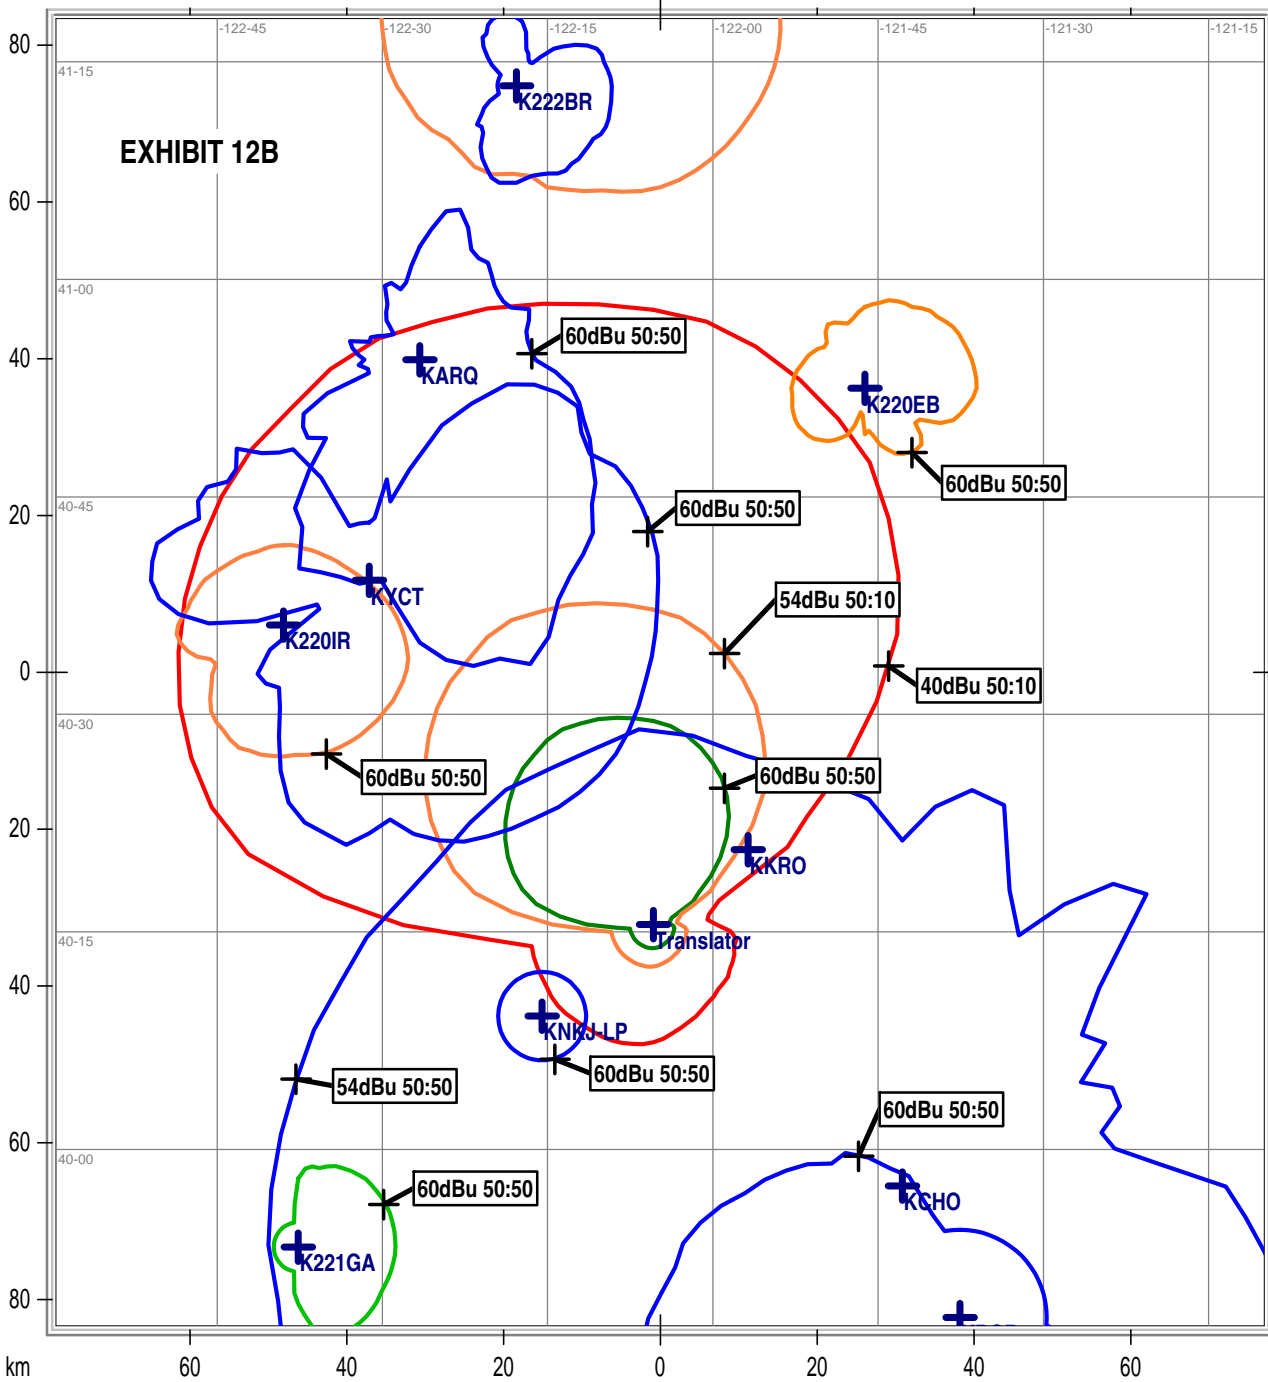 -122-45
-122-30
-122-15
-122-00
-121-45
-121-30
-121-15
80
41-15
K222BR
EXHIBIT 12B
60
41-00
60dBu 50:50
40
KARQ
K220EB
60dBu 50:50
40-45
60dBu 50:50
20
KYCT
54dBu 50:10
K220IR
0
40dBu 50:10
40-30
60dBu 50:50
60dBu 50:50
20
KKRO
40-15
Translator
40
KNKJ-LP
60dBu 50:50
54dBu 50:50
60dBu 50:50
60
40-00
60dBu 50:50
KCHO
K221GA
80
km
60
40
20
0
20
40
60